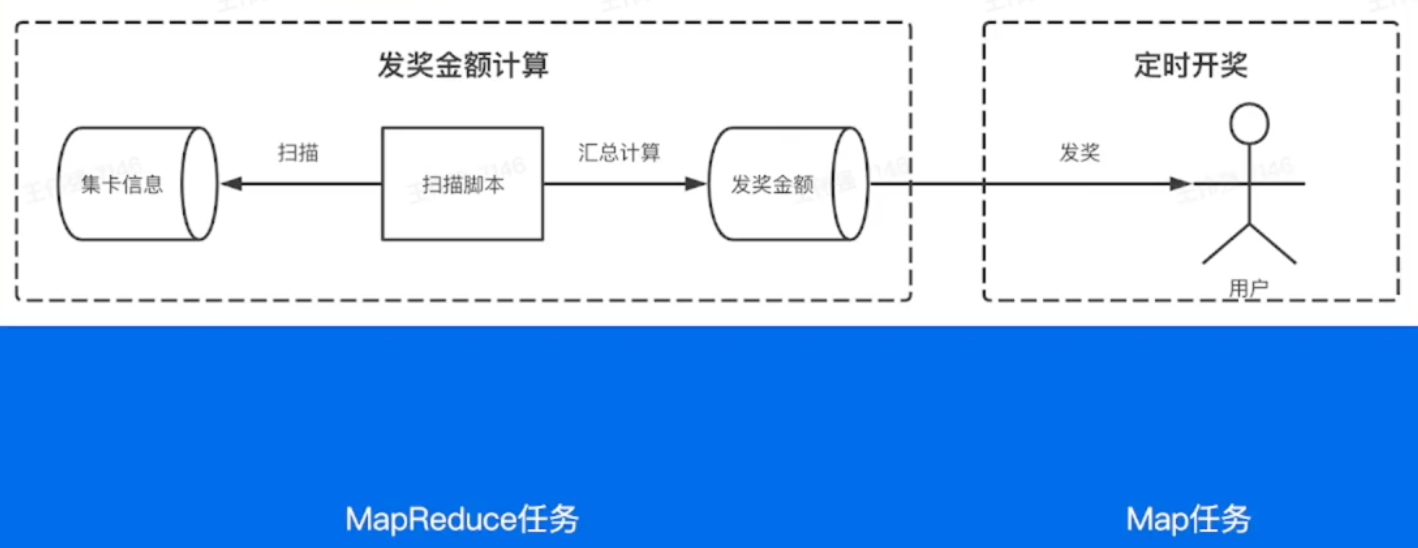 发奖金额计算
定时开奖
扫描
汇总计算
发奖
集卡信息
扫描脚本
发奖金额
用户
MapReduce任务
Map任务